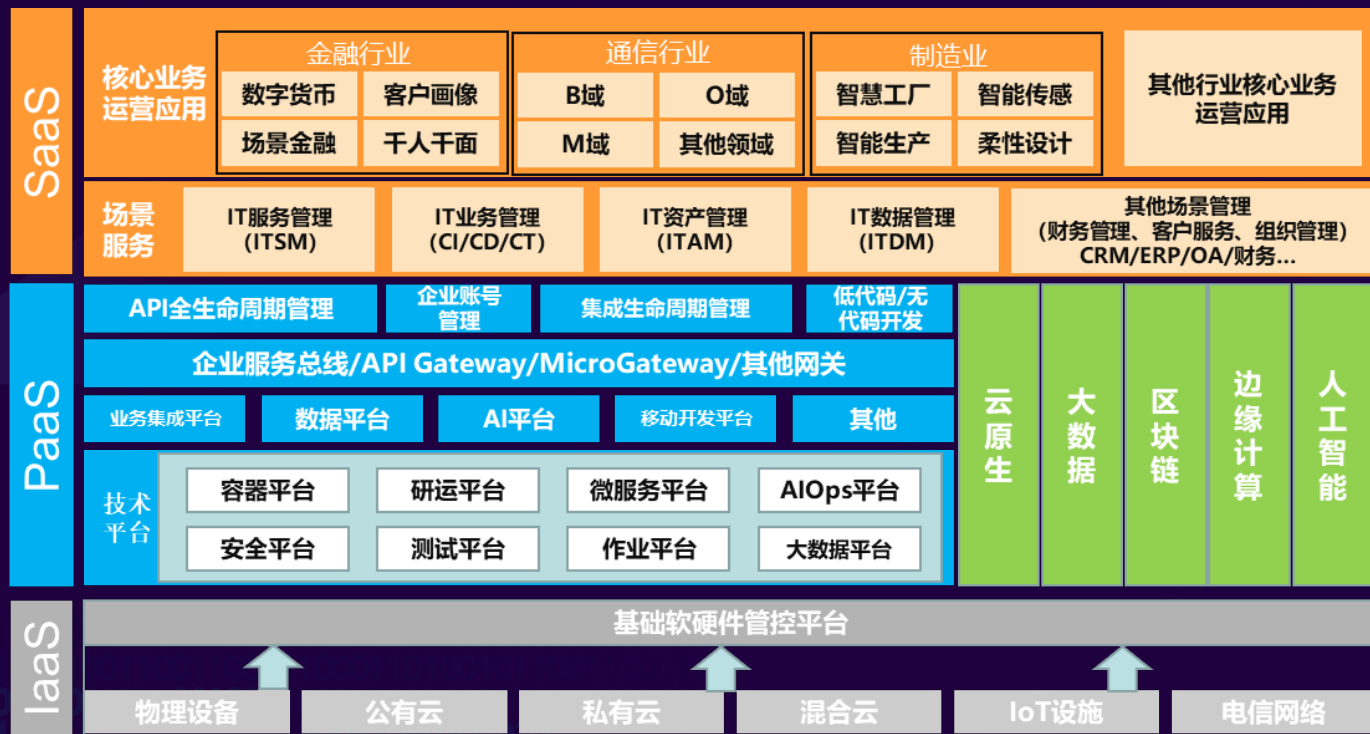 SaaS
核心业务
运营应用
金融行业
数字货币
客户画像
场景金融
千人千面
通信行业
B域
O域
M域
其他领域
制造业
智慧工厂
智能传感
智能生产
柔性设计
其他行业核心业务
运营应用
场景
服务
IT服务管理
(ITSM)
IT业务管理
(CI/CD/CT)
IT资产管理
(ITAM)
IT数据管理
(ITDM)
其他场景管理
(财务管理、客户服务、组织管理)
CRM/ERP/OA/财务...
PaaS
API全生命周期管理
企业账号
管理
集成生命周期管理
低代码/无
代码开发
企业服务总线/API Gateway/MicroGateway/其他网关
业务集成平台
数据平台
AI平台
移动开发平台
其他
技术
平台
容器平台
研运平台
微服务平台
AIOps平台
安全平台
测试平台
作业平台
大数据平台
云原生
大数据
区块链
边缘计算
人工智能
IaaS
基础软硬件管控平台
物理设备
公有云
私有云
混合云
IoT设施
电信网络